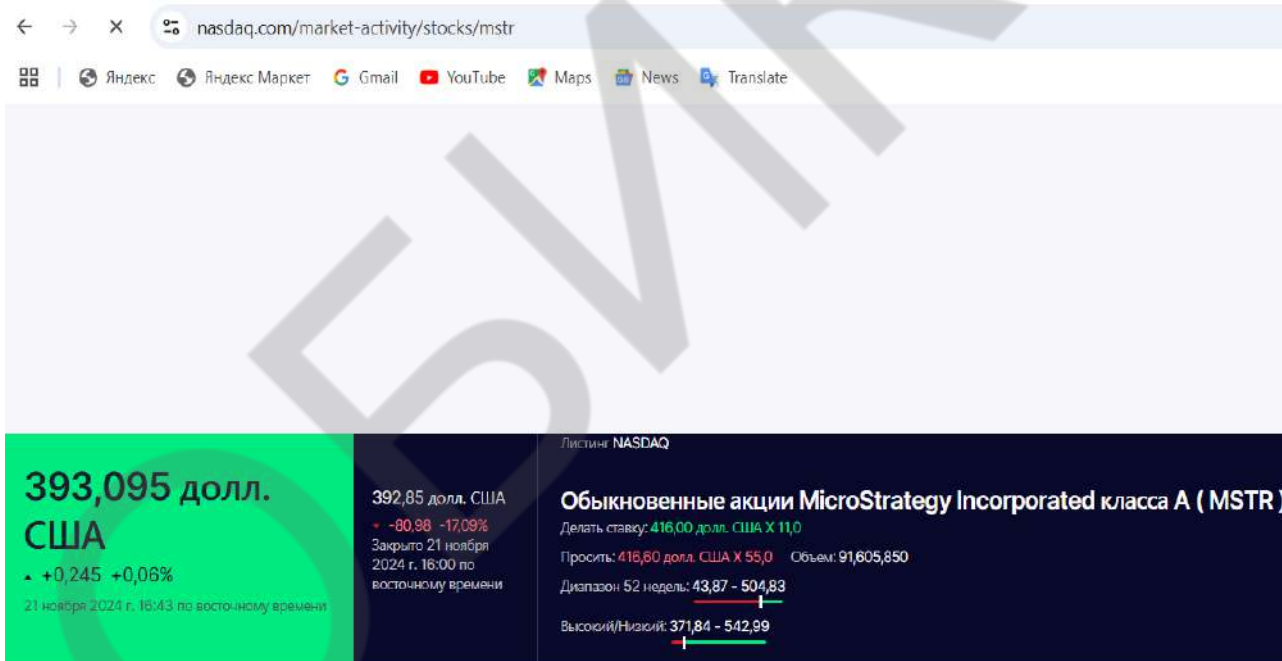 nasdaq.com/market-activity/stocks/mstr
Яндекс Яндекс Маркет Gmail YouTube Maps News Translate
Листинг NASDAQ
393,095 долл.
США
+0,245 +0,06%
21 ноября 2024 г. 16:43 по восточному времени
392,85 долл. США
-80,98 -17,09%
Закрыто 21 ноября
2024 г. 16:00 по
восточному времени
Обыкновенные акции MicroStrategy Incorporated класса A ( MSTR )
Делать ставку: 416,00 долл. США X 11,0
Просить: 416,60 долл. США X 55,0 Объем: 91,605,850
Диапазон 52 недель: 43,87 - 504,83
Высокий/Низкий: 371,84 - 542,99
ОБИК